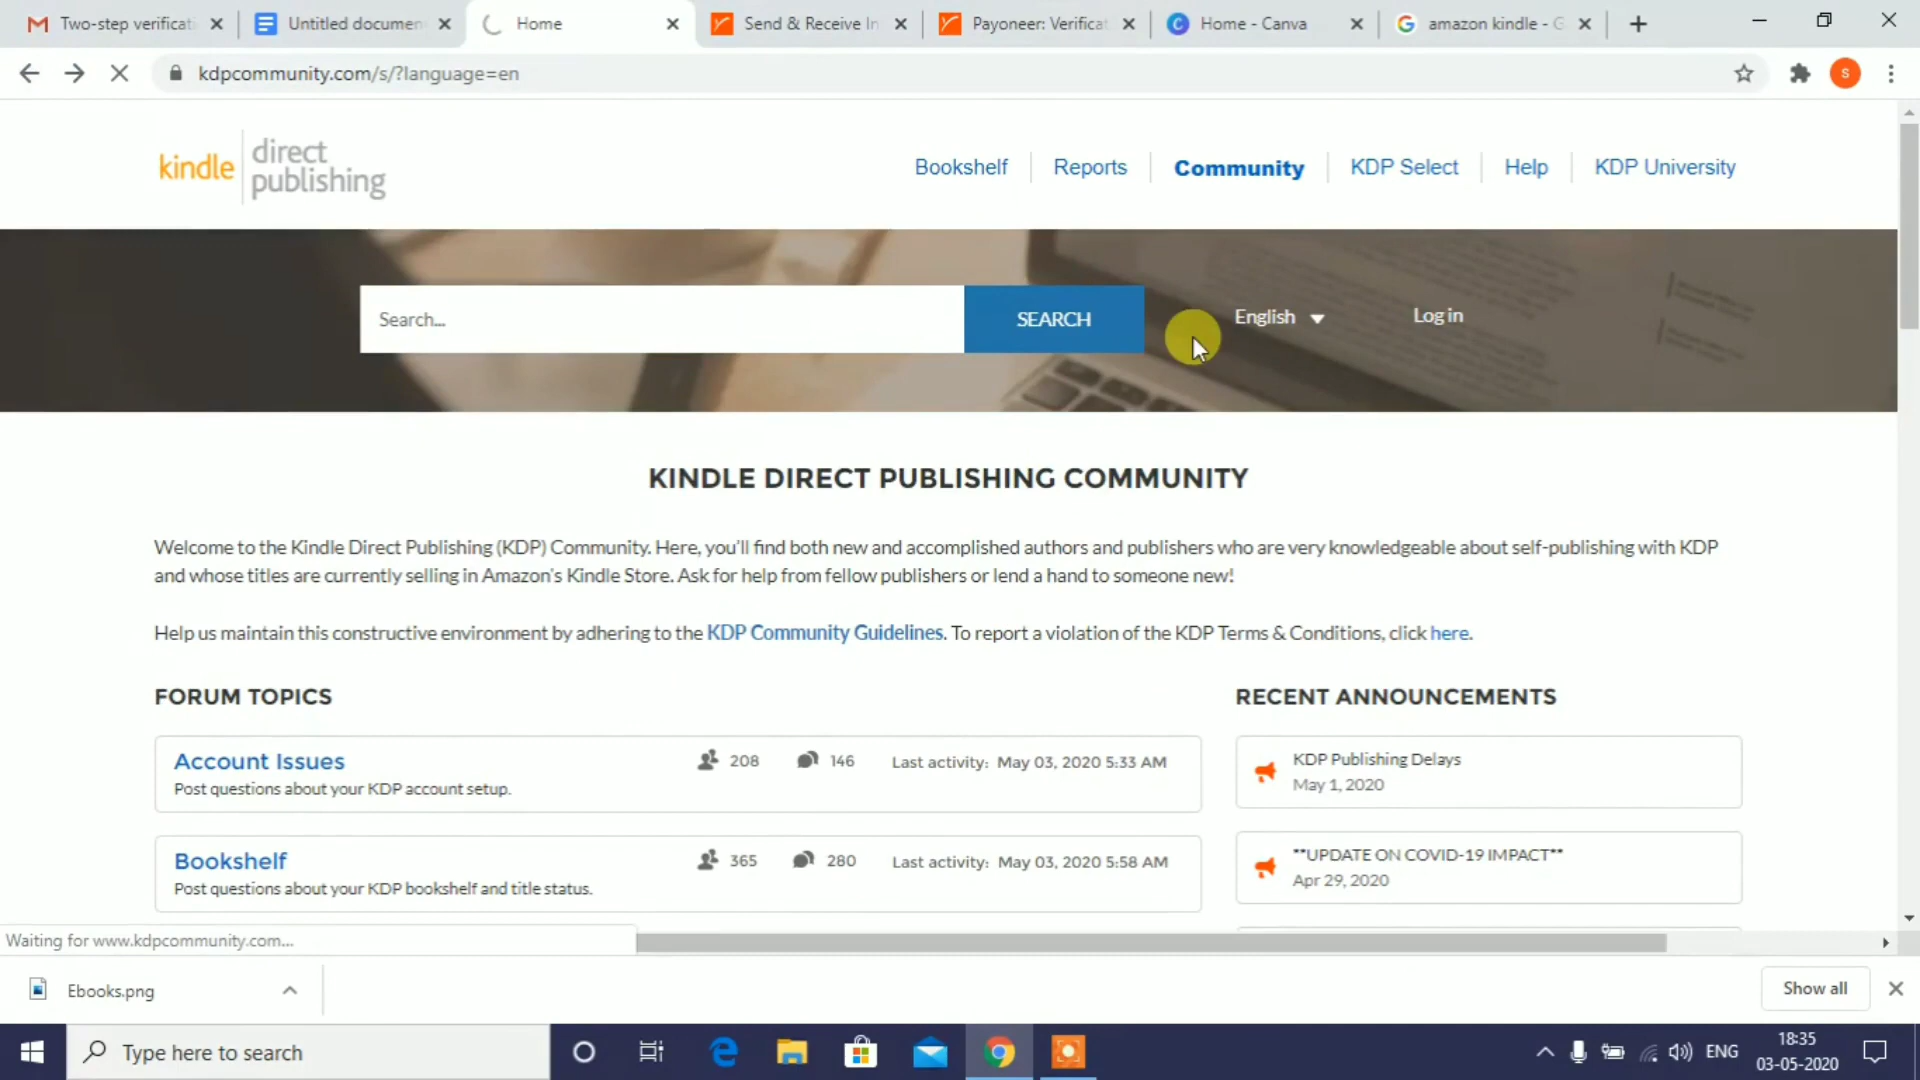 Two-step verificati
Untitled documen
Home
Send & Receive In
Payoneer: Verificat
Home - Canva
amazon kindle - G
kdpcommunity.com/s/?language=en
S
kindle direct publishing
Bookshelf
Reports
Community
KDP Select
Help
KDP University
Search...
SEARCH
English
Log in
KINDLE DIRECT PUBLISHING COMMUNITY
Welcome to the Kindle Direct Publishing (KDP) Community. Here, you'll find both new and accomplished authors and publishers who are very knowledgeable about self-publishing with KDP
and whose titles are currently selling in Amazon's Kindle Store. Ask for help from fellow publishers or lend a hand to someone new!
Help us maintain this constructive environment by adhering to the KDP Community Guidelines. To report a violation of the KDP Terms & Conditions, click here.
FORUM TOPICS
Account Issues
208
146
Last activity: May 03, 2020 5:33 AM
Post questions about your KDP account setup.
Bookshelf
365
280
Last activity: May 03, 2020 5:58 AM
Post questions about your KDP bookshelf and title status.
RECENT ANNOUNCEMENTS
KDP Publishing Delays
May 1, 2020
**UPDATE ON COVID-19 IMPACT**
Apr 29, 2020
Waiting for www.kdpcommunity.com...
Ebooks.png
Show all
Type here to search
ENG
18:35
03-05-2020